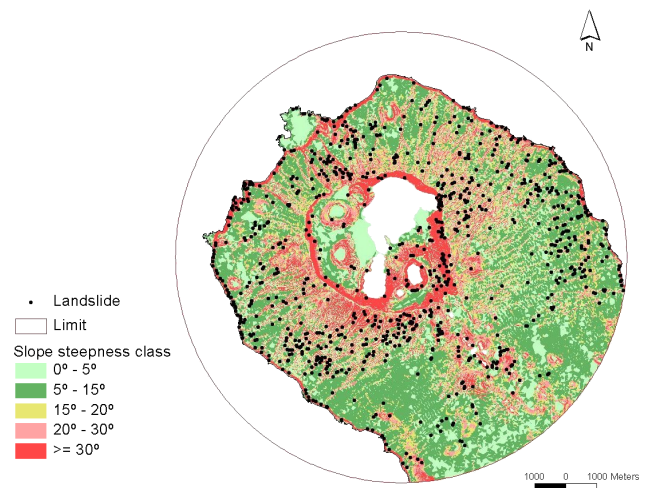 N
Landslide
Limit
Slope steepness class
0º - 5º
5º - 15º
15º - 20º
20º - 30º
>= 30º
1000 0 1000 Meters